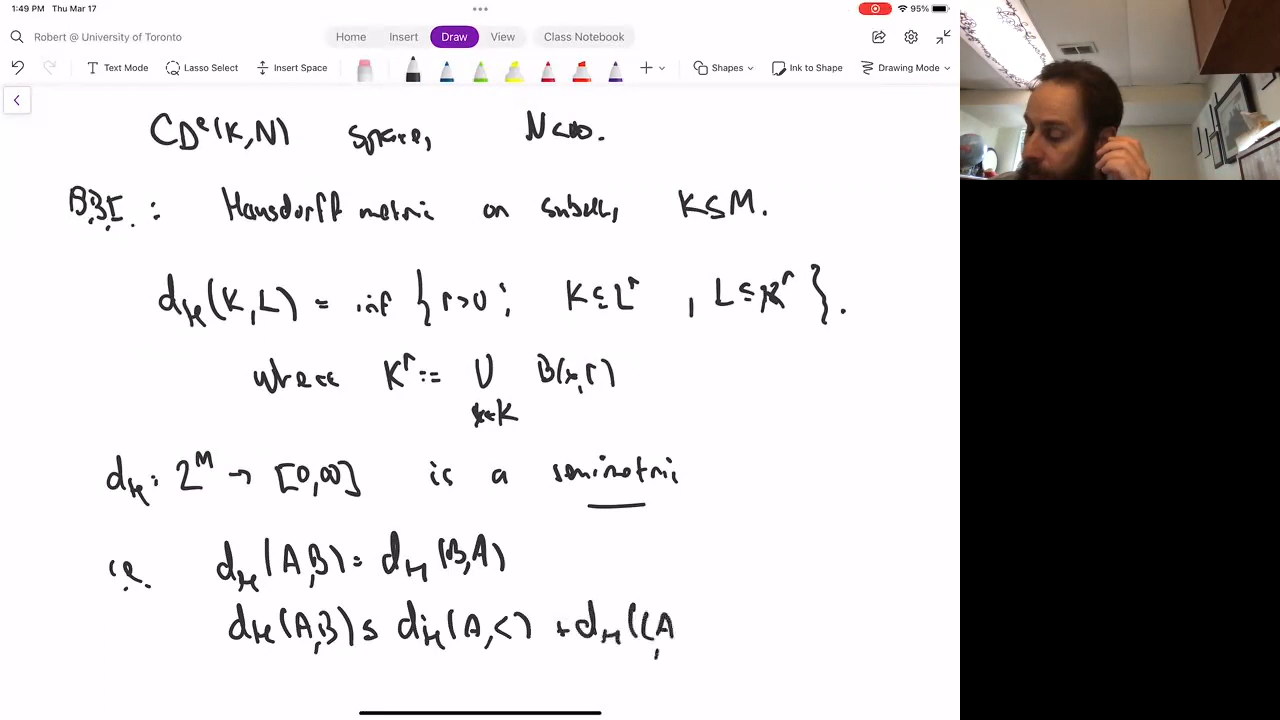 1:49 PM Thu Mar 17
95%
Robert @ University of Toronto
Home Insert Draw View Class Notebook
Text Mode Lasso Select Insert Space Shapes Ink to Shape Drawing Mode
CD^e(K,N) space, N<∞.
BBI: Hausdorff metric on subsets, K⊆M.
d_H(K,L) = inf { r>0; K⊆L^r, L⊆K^r }.
where K^r := ∪ B(x,r)
x∈K
d_H: 2^M → [0,∞] is a semimetric
i.e. d_H(A,B) = d_H(B,A)
d_H(A,B) ≤ d_H(A,C) + d_H(C,A